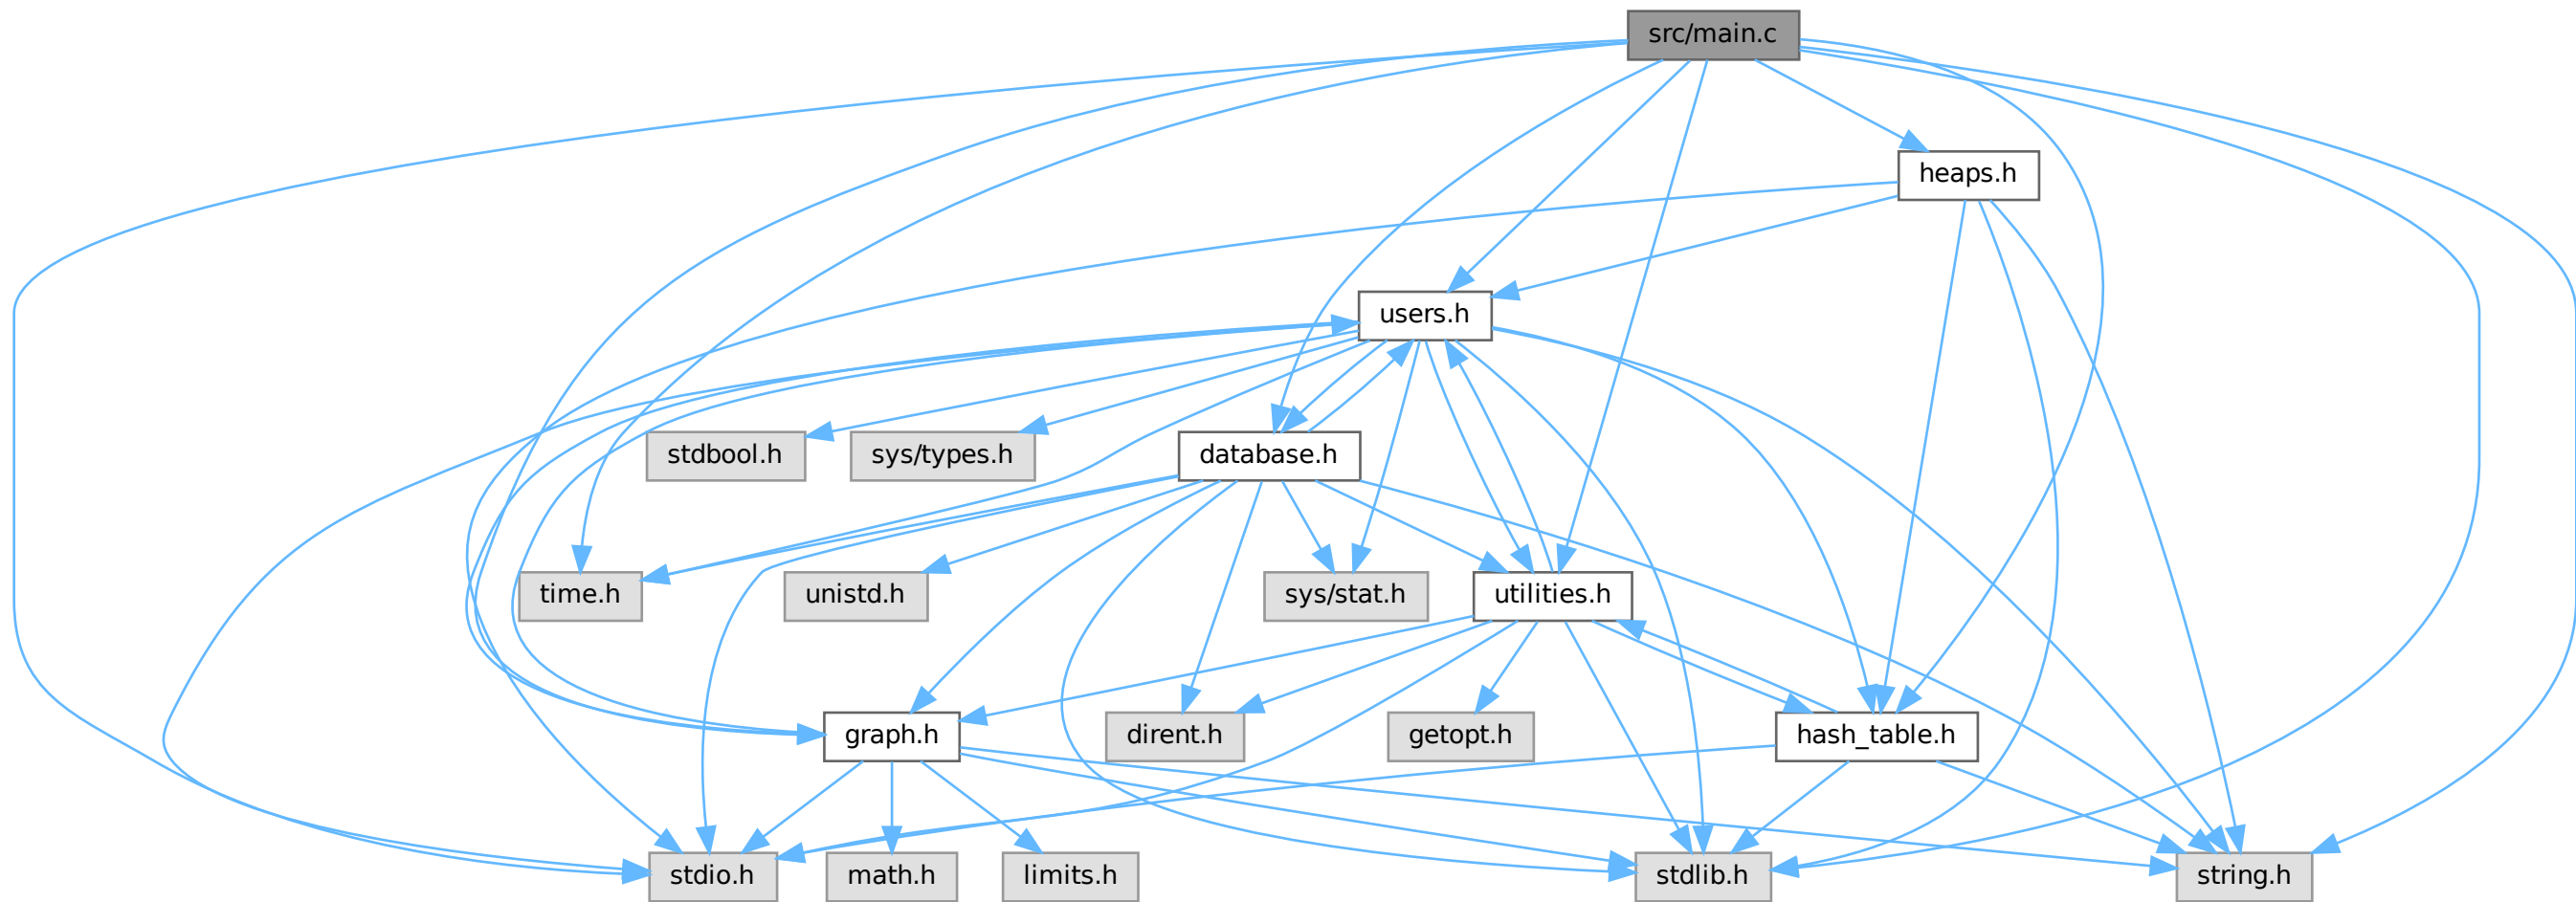 src/main.c
heaps.h
users.h
stdbool.h
sys/types.h
database.h
time.h
unistd.h
sys/stat.h
utilities.h
graph.h
dirent.h
getopt.h
hash_table.h
stdio.h
math.h
limits.h
stdlib.h
string.h